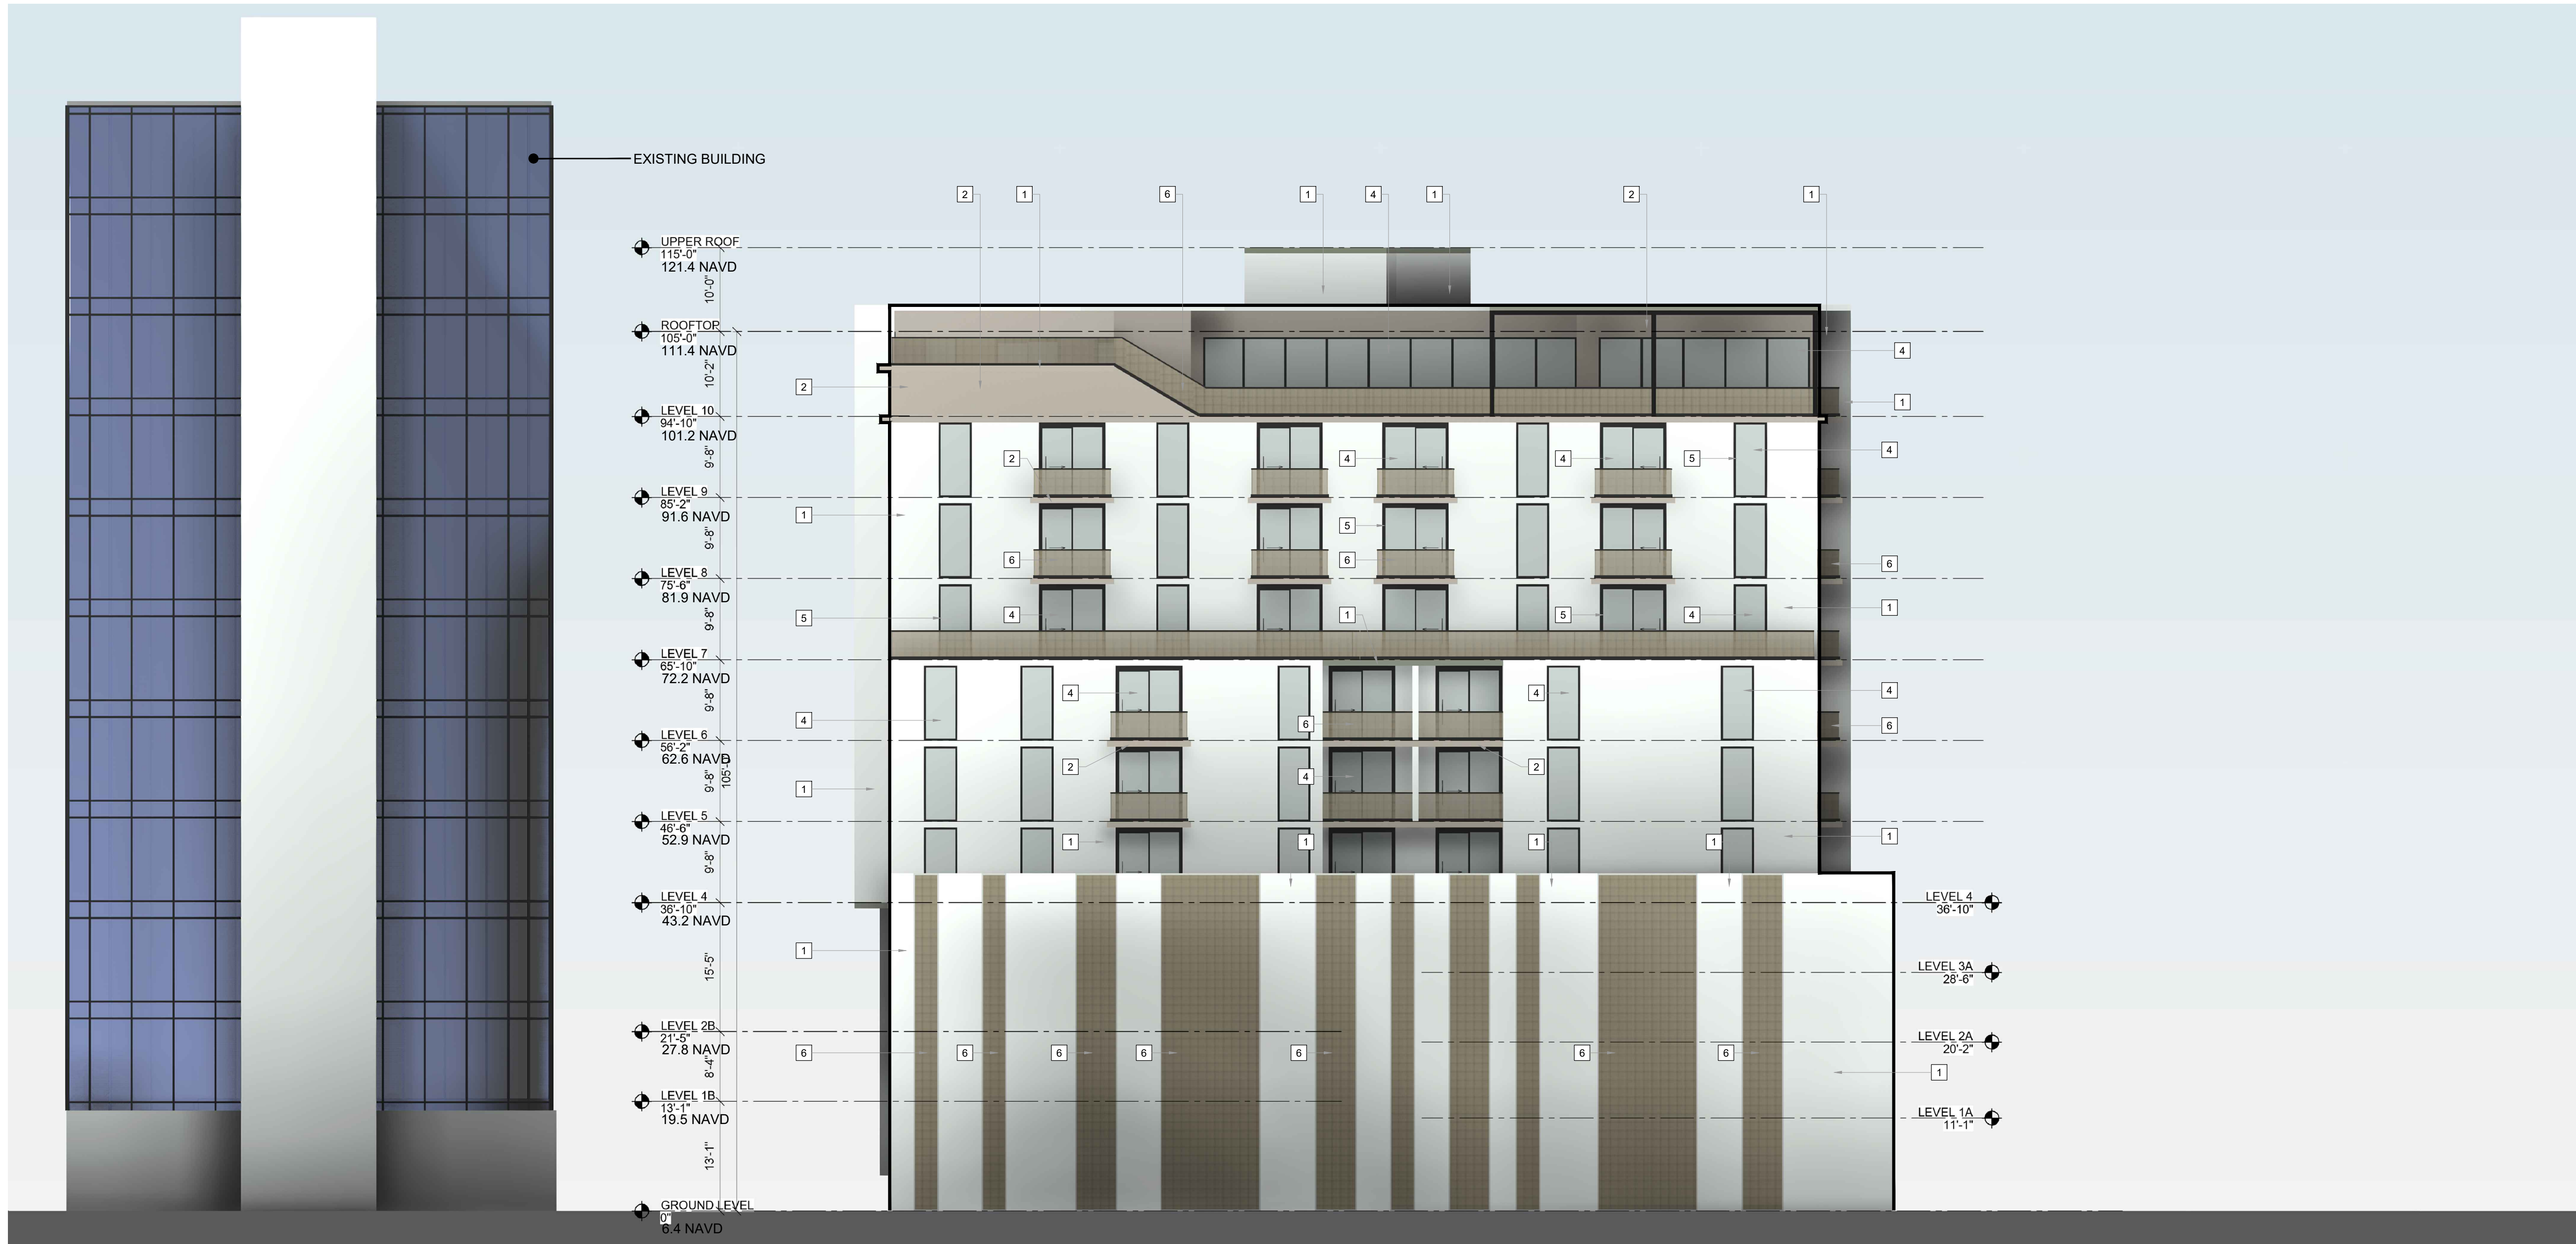 EXISTING BUILDING
2 1 6 1 4 1 2 1
UPPER ROOF
115'-0"
121.4 NAVD
10'-0"
ROOFTOP
105'-0"
111.4 NAVD
4
10'-2"
2
1
LEVEL 10
94'-10"
101.2 NAVD
9'-8"
2 4 4 5 4
LEVEL 9
85'-2"
91.6 NAVD
1
5
9'-8"
6 6 6
LEVEL 8
75'-6"
81.9 NAVD
9'-8"
5 4 1 5 4 1
LEVEL 7
65'-10"
72.2 NAVD
9'-8"
4 4 4
4 6 6
LEVEL 6
56'-2"
62.6 NAVD
9'-8"
105'-0"
2 4 2
1
LEVEL 5
46'-6"
52.9 NAVD
9'-8"
1 1 1 1 1
LEVEL 4
36'-10"
43.2 NAVD
LEVEL 4
36'-10"
1
15'-5"
LEVEL 3A
28'-6"
LEVEL 2B
21'-5"
27.8 NAVD
LEVEL 2A
20'-2"
8'-4"
6 6 6 6 6 6 6
1
LEVEL 1B
13'-1"
19.5 NAVD
LEVEL 1A
11'-1"
13'-1"
GROUND LEVEL
0"
6.4 NAVD